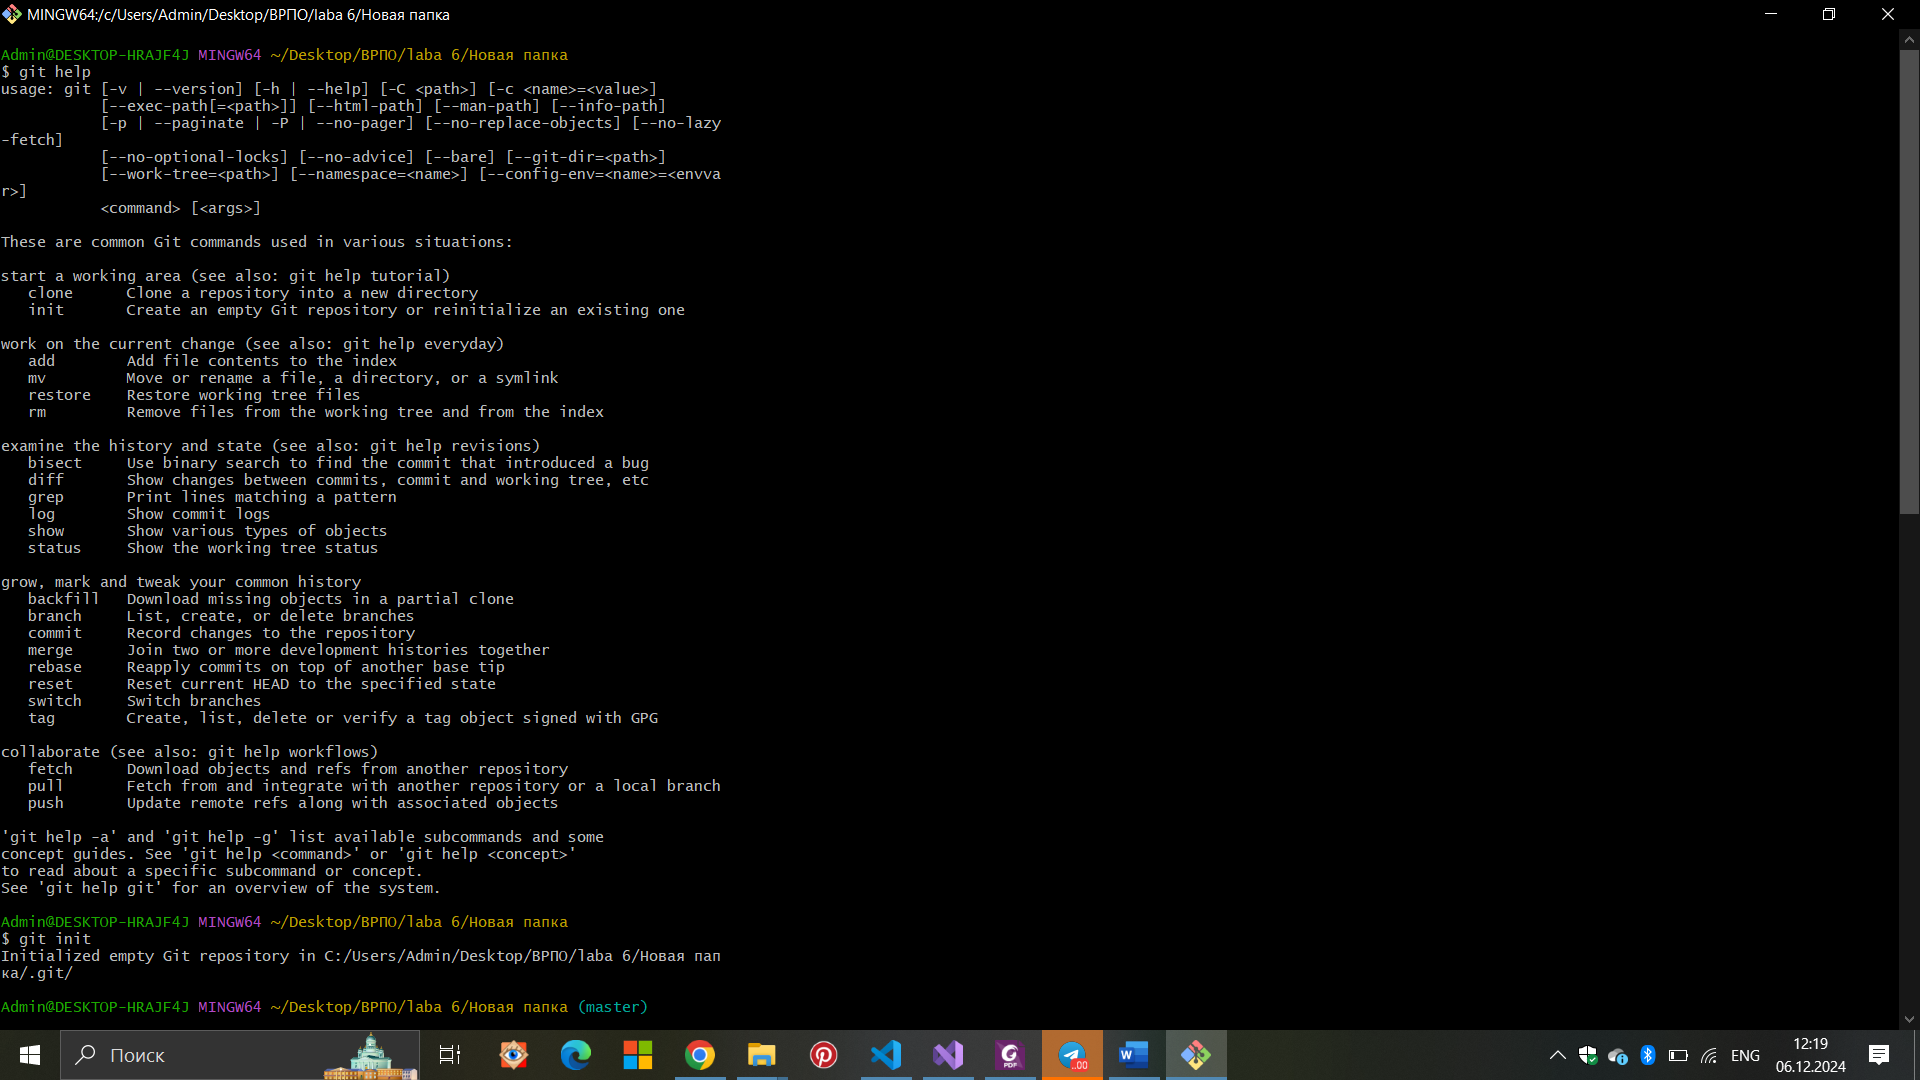 MINGW64:/c/Users/Admin/Desktop/ВРПО/laba 6/Новая папка
Admin@DESKTOP-HRAJF4J MINGW64 ~/Desktop/ВРПО/laba 6/Новая папка
$ git help
usage: git [-v | --version] [-h | --help] [-C <path>] [-c <name>=<value>]
[--exec-path[=<path>]] [--html-path] [--man-path] [--info-path]
[-p | --paginate | -P | --no-pager] [--no-replace-objects] [--no-lazy
-fetch]
[--no-optional-locks] [--no-advice] [--bare] [--git-dir=<path>]
[--work-tree=<path>] [--namespace=<name>] [--config-env=<name>=<envva
r>]
<command> [<args>]
These are common Git commands used in various situations:
start a working area (see also: git help tutorial)
clone Clone a repository into a new directory
init Create an empty Git repository or reinitialize an existing one
work on the current change (see also: git help everyday)
add Add file contents to the index
mv Move or rename a file, a directory, or a symlink
restore Restore working tree files
rm Remove files from the working tree and from the index
examine the history and state (see also: git help revisions)
bisect Use binary search to find the commit that introduced a bug
diff Show changes between commits, commit and working tree, etc
grep Print lines matching a pattern
log Show commit logs
show Show various types of objects
status Show the working tree status
grow, mark and tweak your common history
backfill Download missing objects in a partial clone
branch List, create, or delete branches
commit Record changes to the repository
merge Join two or more development histories together
rebase Reapply commits on top of another base tip
reset Reset current HEAD to the specified state
switch Switch branches
tag Create, list, delete or verify a tag object signed with GPG
collaborate (see also: git help workflows)
fetch Download objects and refs from another repository
pull Fetch from and integrate with another repository or a local branch
push Update remote refs along with associated objects
'git help -a' and 'git help -g' list available subcommands and some
concept guides. See 'git help <command>' or 'git help <concept>'
to read about a specific subcommand or concept.
See 'git help git' for an overview of the system.
Admin@DESKTOP-HRAJF4J MINGW64 ~/Desktop/ВРПО/laba 6/Новая папка
$ git init
Initialized empty Git repository in C:/Users/Admin/Desktop/ВРПО/laba 6/Новая пап
ка/.git/
Admin@DESKTOP-HRAJF4J MINGW64 ~/Desktop/ВРПО/laba 6/Новая папка (master)
Поиск
PDF
..00
W
ENG
12:19
06.12.2024